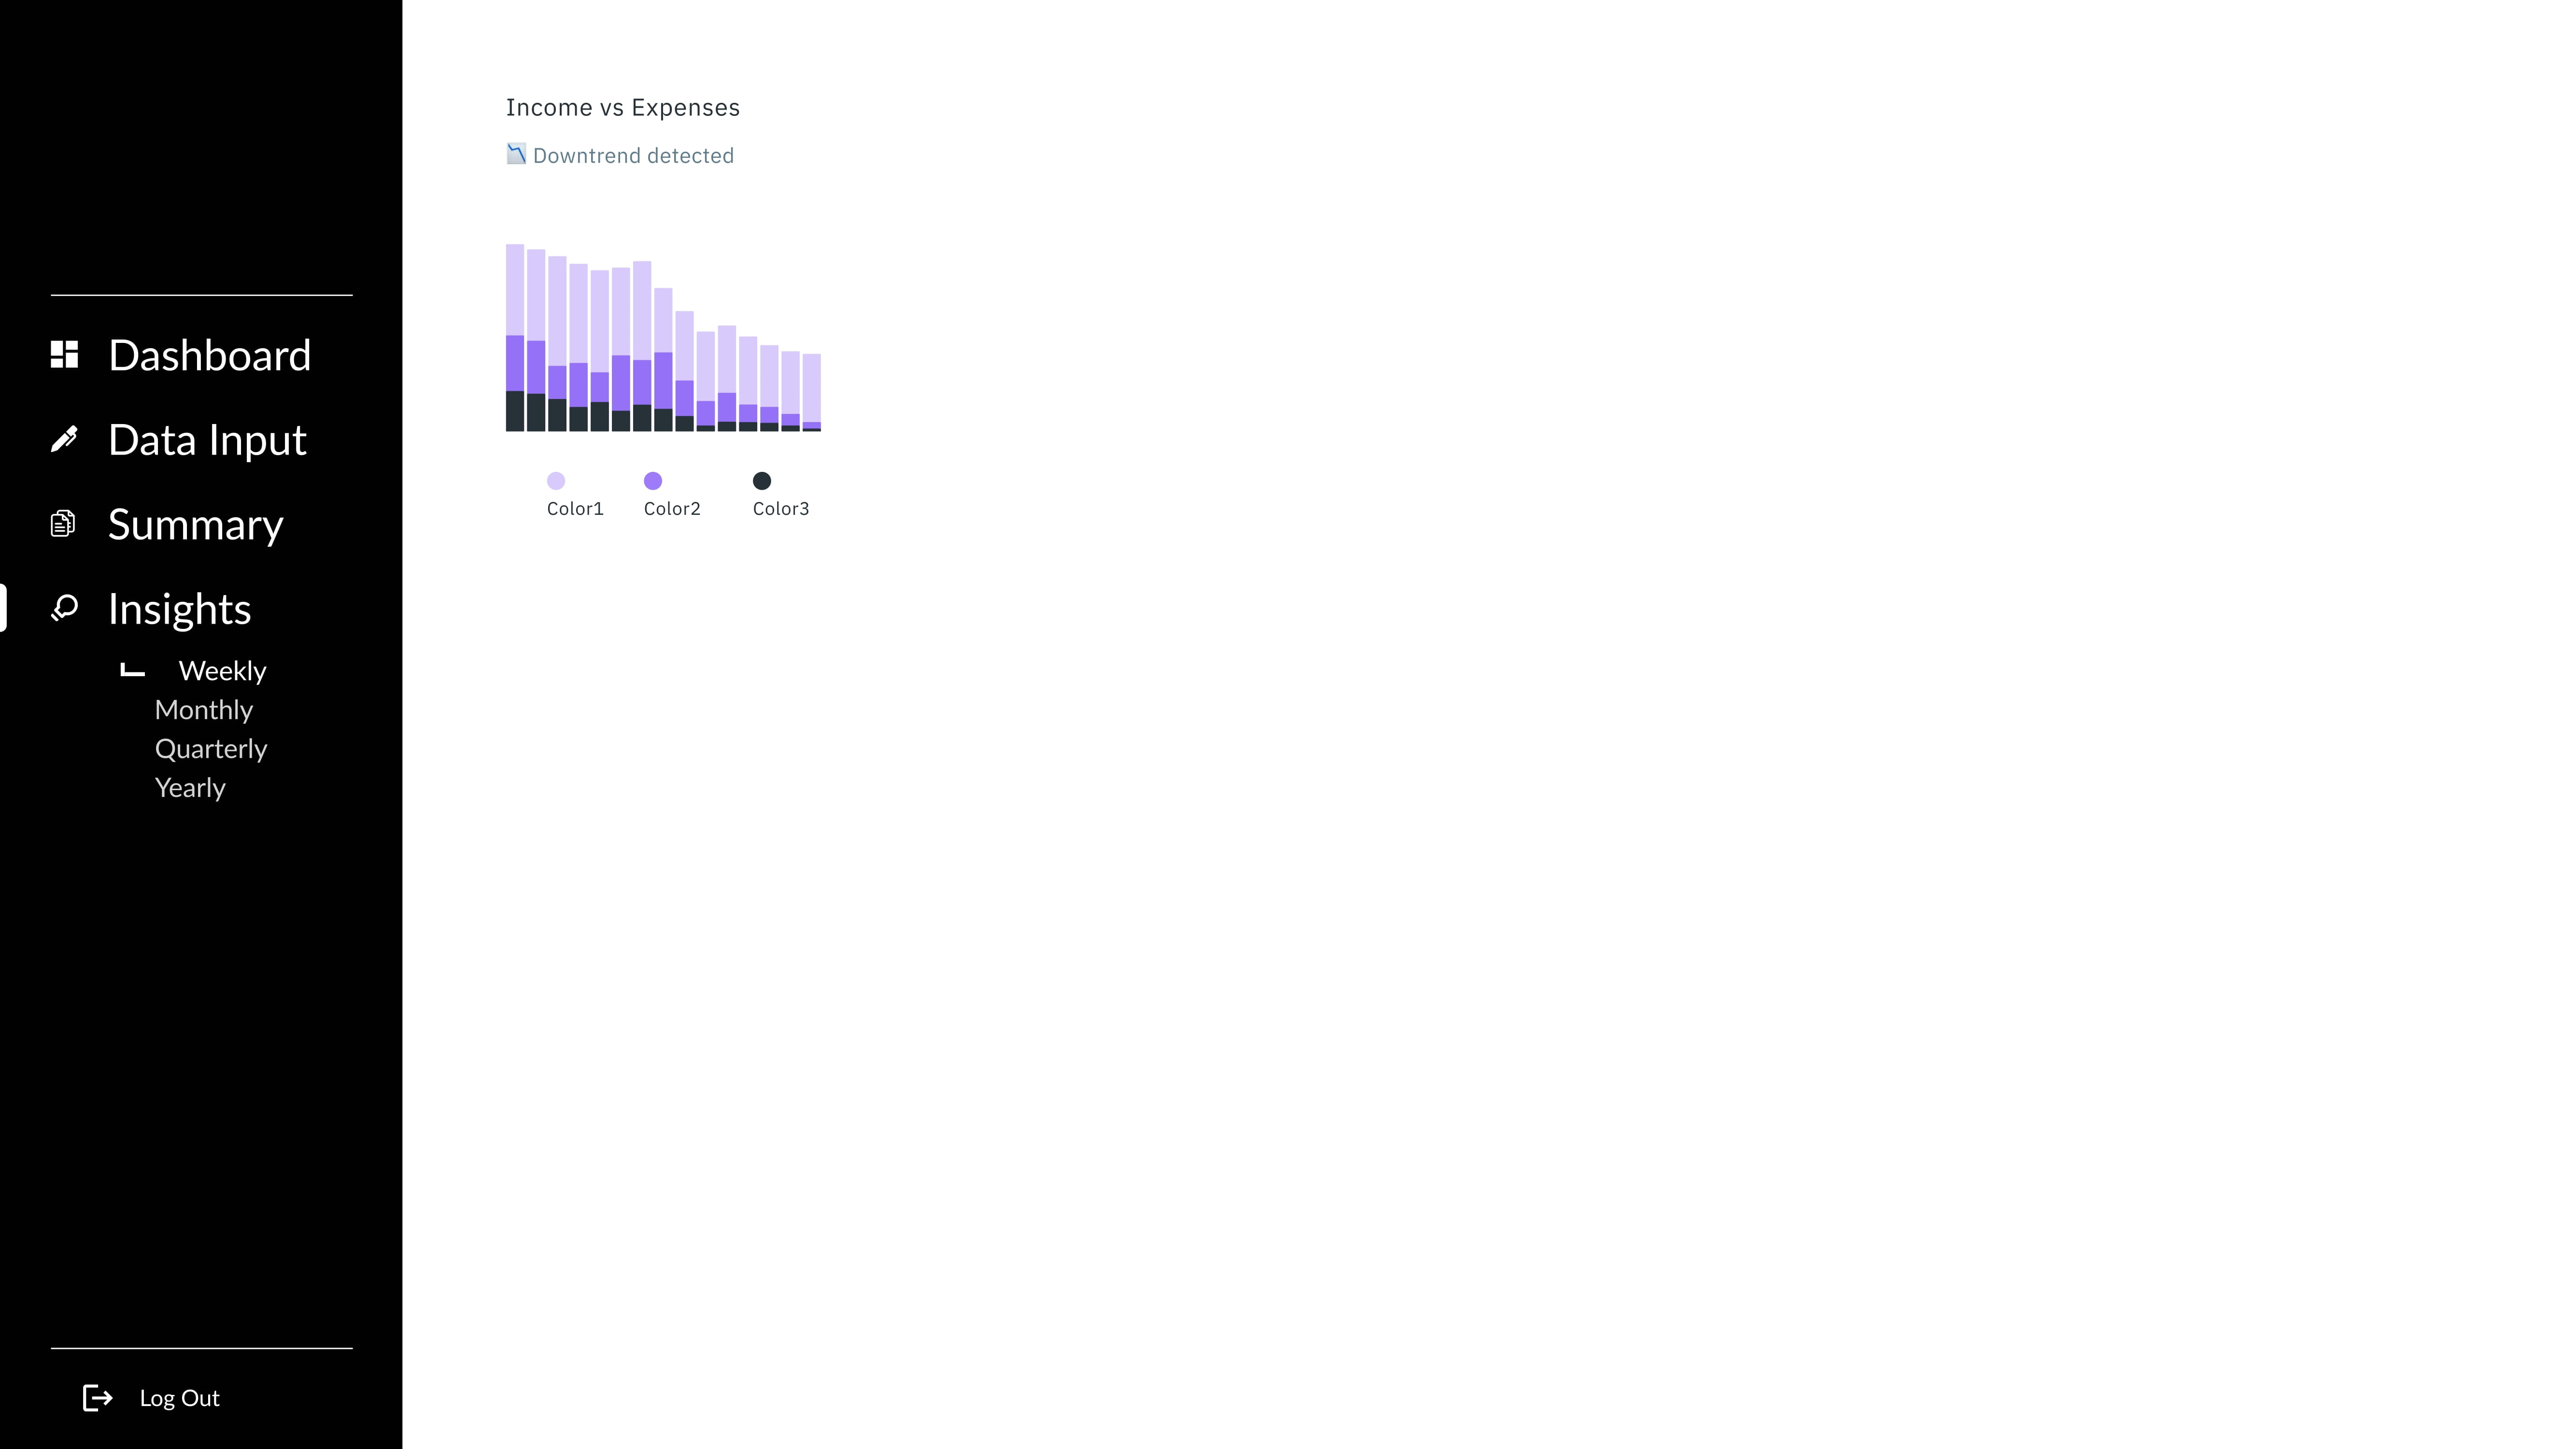 Dashboard
Data Input
Summary
Insights
Weekly
Monthly
Quarterly
Yearly
Log Out
Income vs Expenses
Downtrend detected
Color1
Color2
Color3